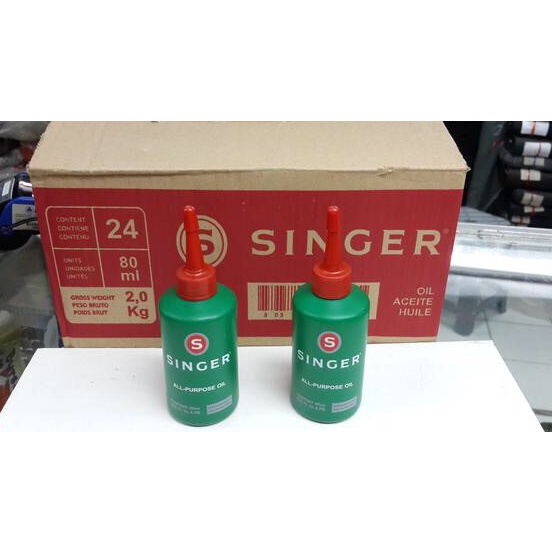 CONTENT
CONTIENE
CONTENU
24
UNITS
UNIDADES
UNITÉS
80
ml
GROSS WEIGHT
PESO BRUTO
POIDS BRUT
2,0
Kg
S SINGER
OIL
ACEITE
HUILE
S
SINGER
ALL-PURPOSE OIL
S
SINGER
ALL-PURPOSE OIL